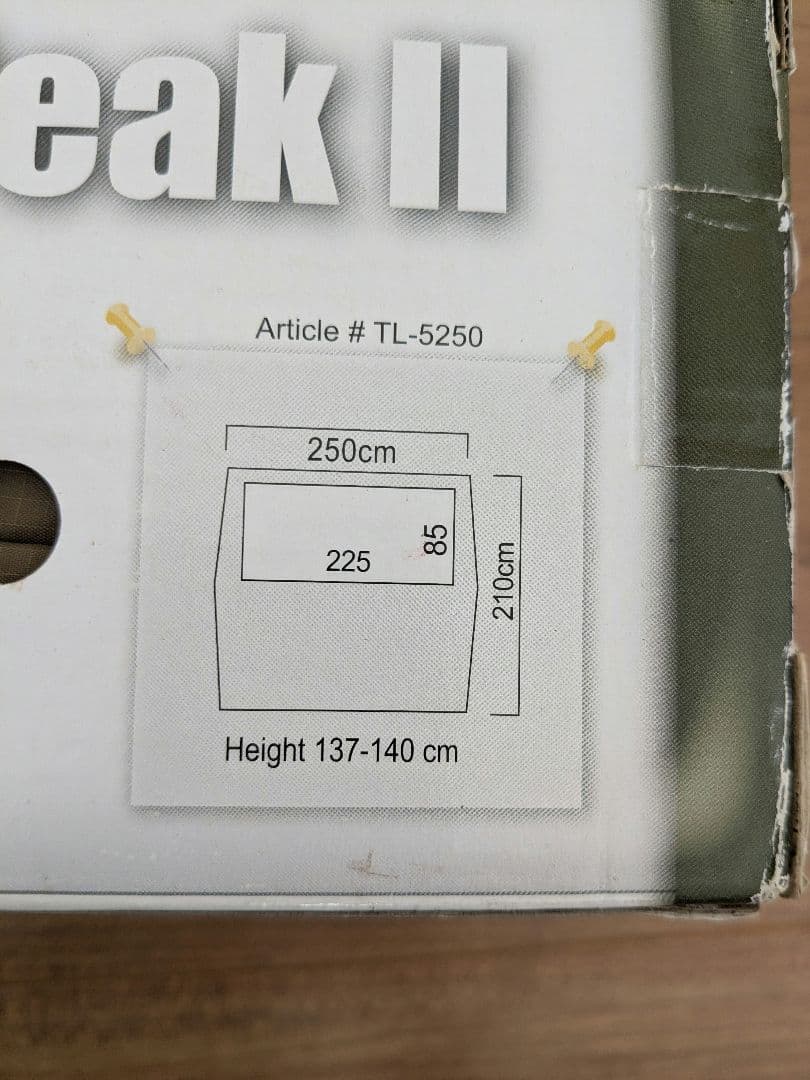 eak II
Article # TL-5250
250cm
85
225
210cm
Height 137-140 cm